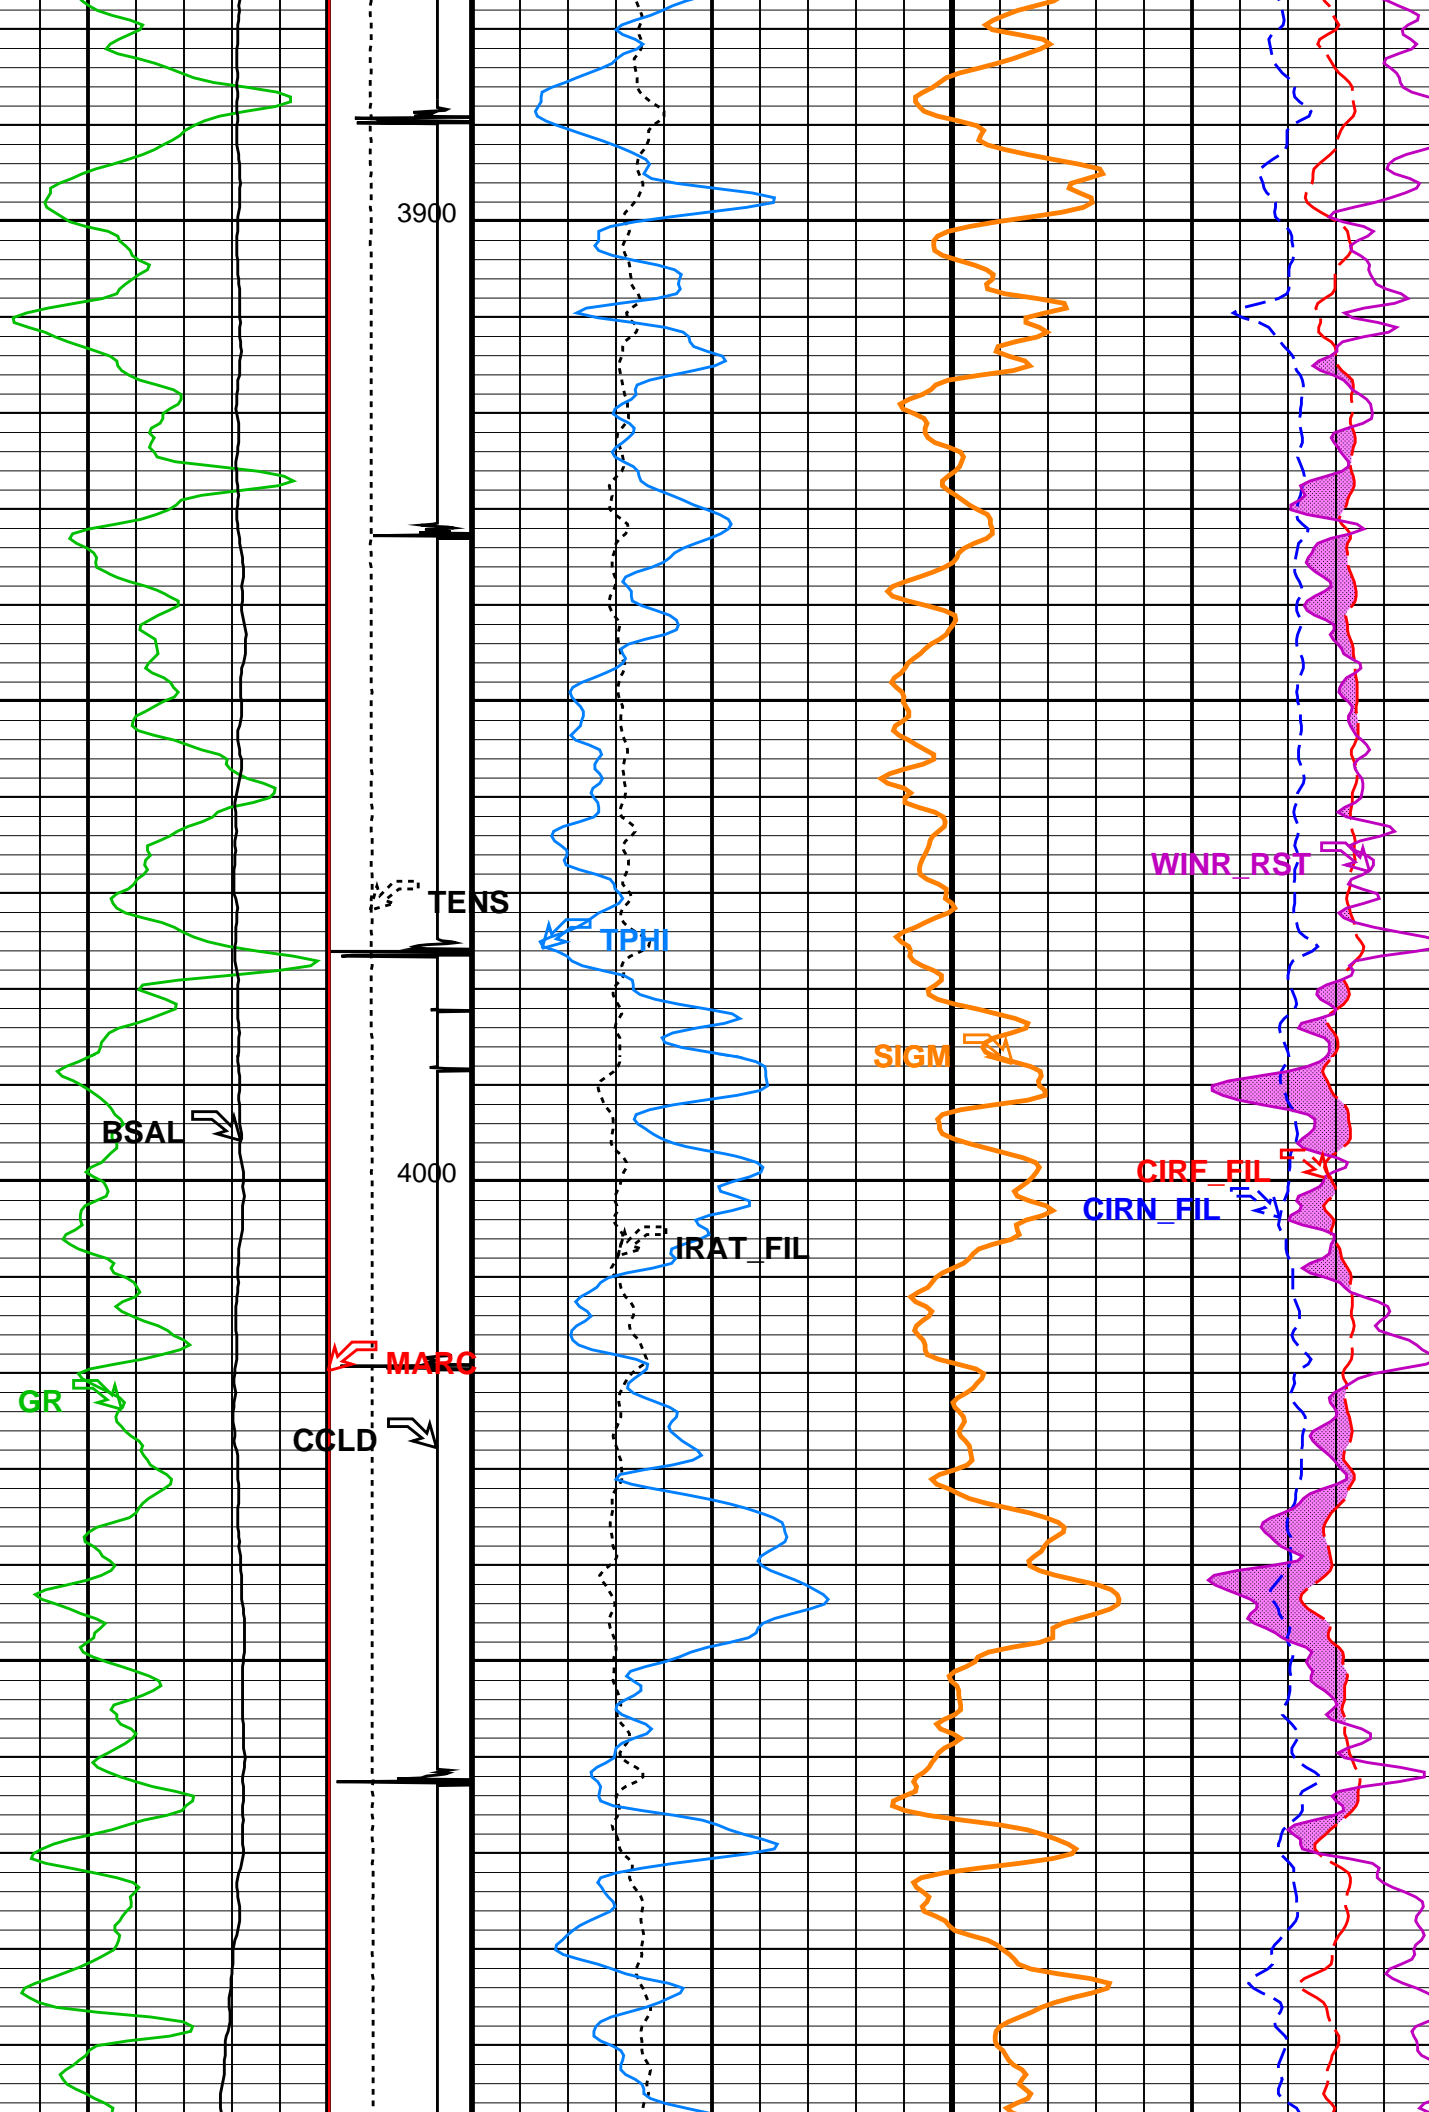 3900
WINR_RST
TENS
TPHI
SIGM
BSAL
4000
CIRF_FIL
CIRN_FIL
IRAT_FIL
MARC
GR
CCLD